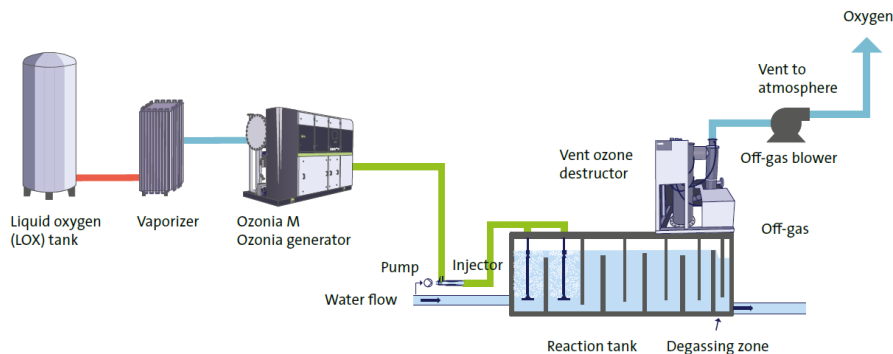 Oxygen
Vent to
atmosphere
Off-gas blower
Vent ozone
destructor
Liquid oxygen
(LOX) tank
Vaporizer
Ozonia M
Ozonia generator
Off-gas
Pump
Injector
Water flow
Reaction tank
Degassing zone